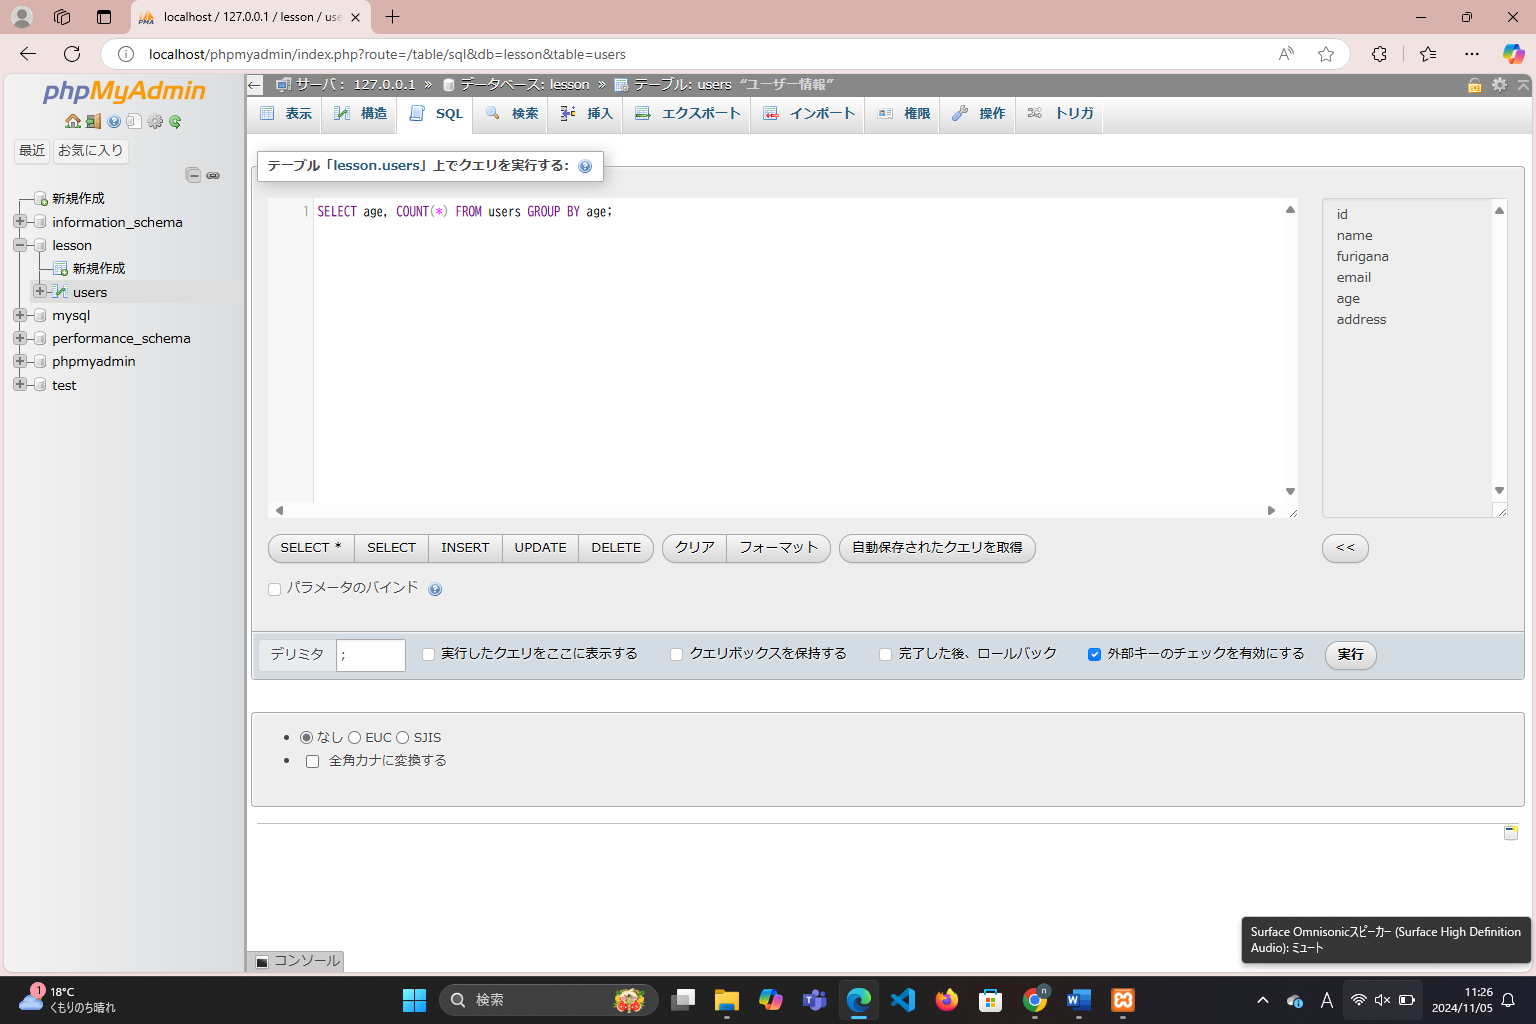 localhost / 127.0.0.1 / lesson / use
localhost/phpmyadmin/index.php?route=/table/sql&db=lesson&table=users
phpMyAdmin
最近 お気に入り
新規作成
information_schema
lesson
新規作成
users
mysql
performance_schema
phpmyadmin
test
サーバ: 127.0.0.1 » データベース: lesson » テーブル: users "ユーザー情報"
表示 構造 SQL 検索 挿入 エクスポート インポート 権限 操作 トリガ
テーブル「lesson.users」上でクエリを実行する:
1 SELECT age, COUNT(*) FROM users GROUP BY age;
id
name
furigana
email
age
address
SELECT * SELECT INSERT UPDATE DELETE クリア フォーマット 自動保存されたクエリを取得 <<
パラメータのバインド
デリミタ ; 実行したクエリをここに表示する クエリボックスを保持する 完了した後、ロールバック 外部キーのチェックを有効にする 実行
なし EUC SJIS
全角カナに変換する
コンソール
Surface Omnisonicスピーカー (Surface High Definition
Audio): ミュート
1 18°C
くもりのち晴れ
検索
n
A
11:26
2024/11/05